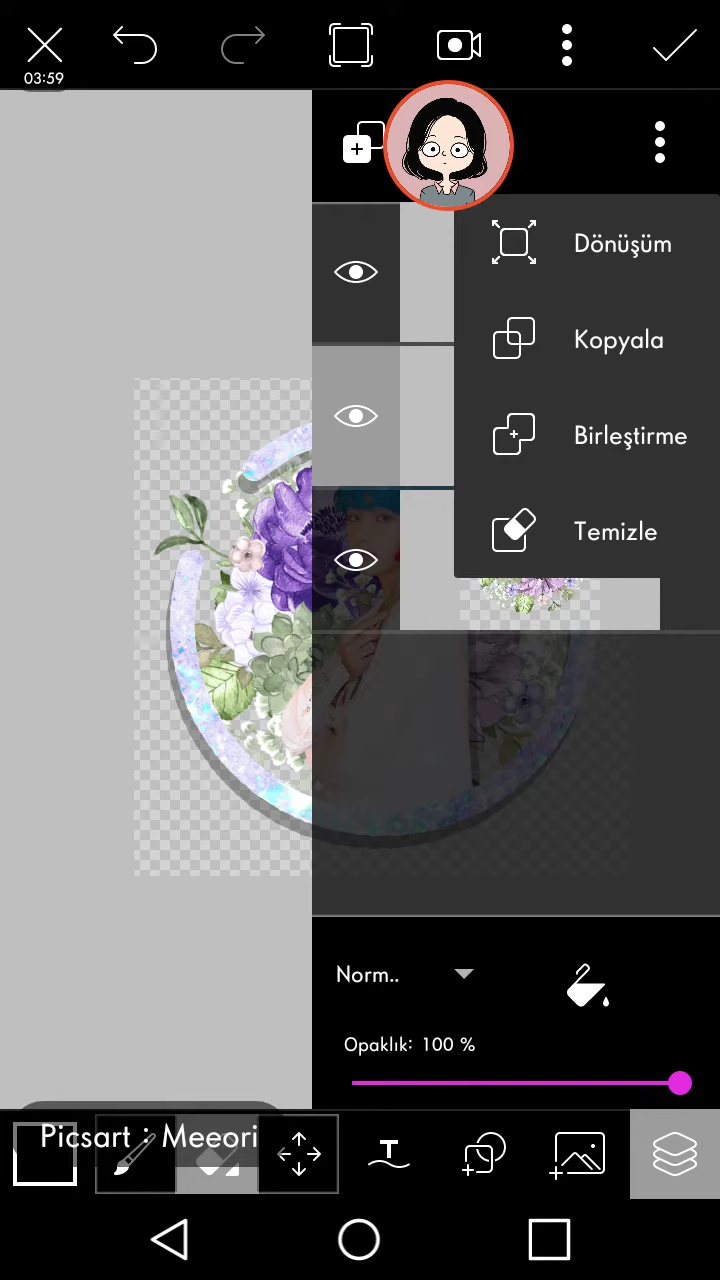 03:59
Dönüşüm
Kopyala
Birleştirme
Temizle
Norm..
Opaklık: 100 %
Picsart : Meeori
T